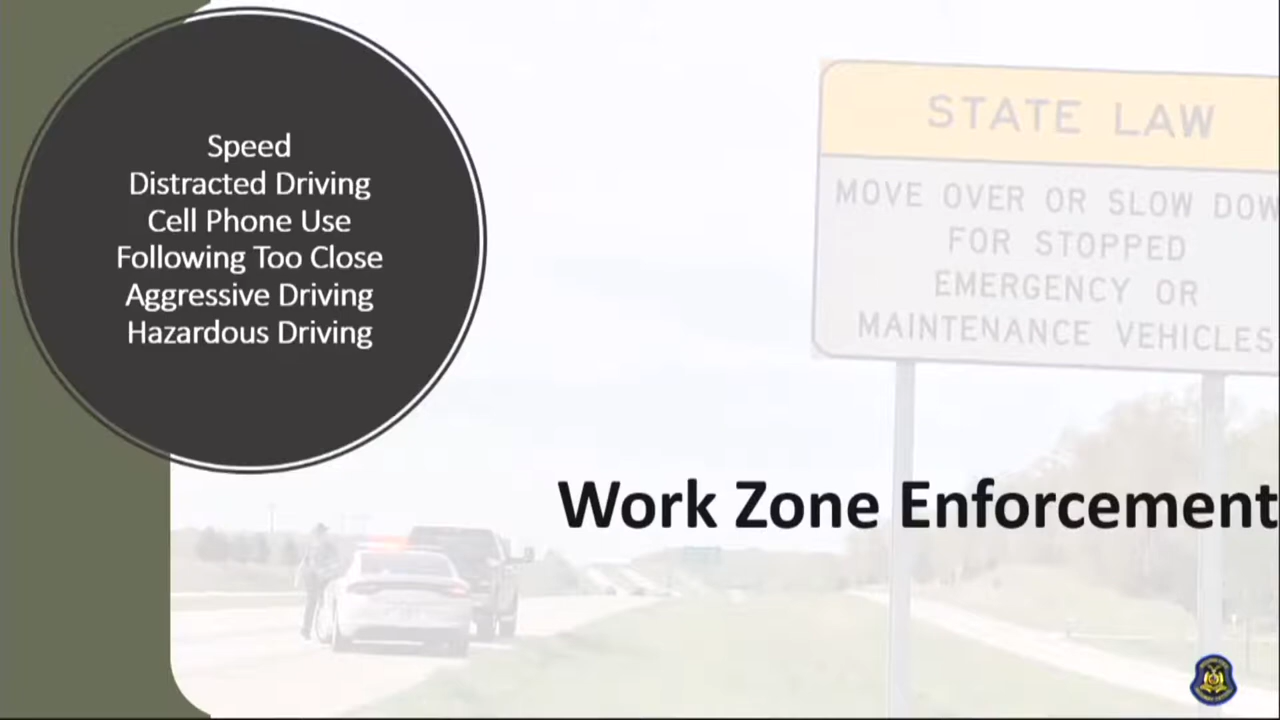 Speed
Distracted Driving
Cell Phone Use
Following Too Close
Aggressive Driving
Hazardous Driving
STATE LAW
MOVE OVER OR SLOW DOW
FOR STOPPED
EMERGENCY OR
MAINTENANCE VEHICLES
Work Zone Enforcement